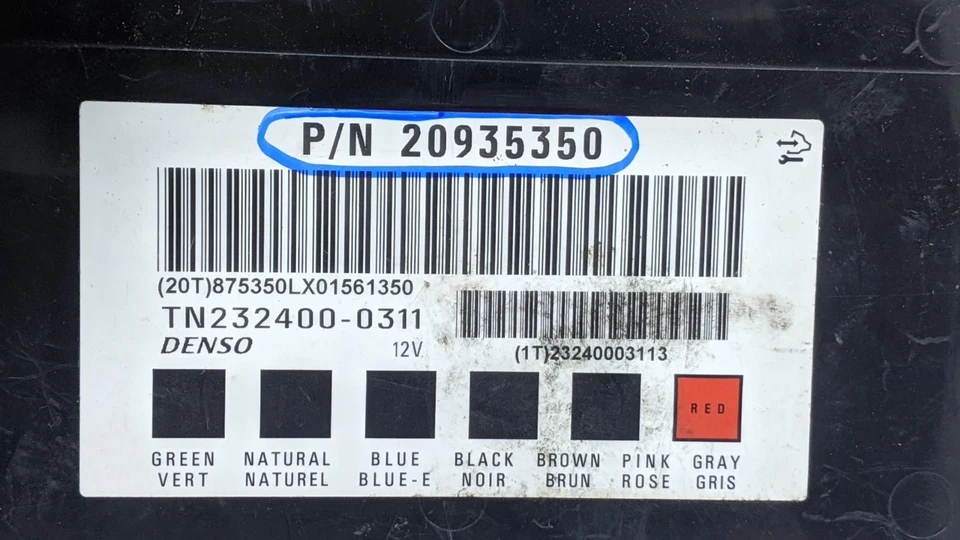 P/N 20935350
(20T)875350LX01561350
TN232400-0311
DENSO 12V
(1T)23240003113
RED
GREEN NATURAL BLUE BLACK BROWN PINK GRAY
VERT NATUREL BLUE-E NOIR BRUN ROSE GRIS